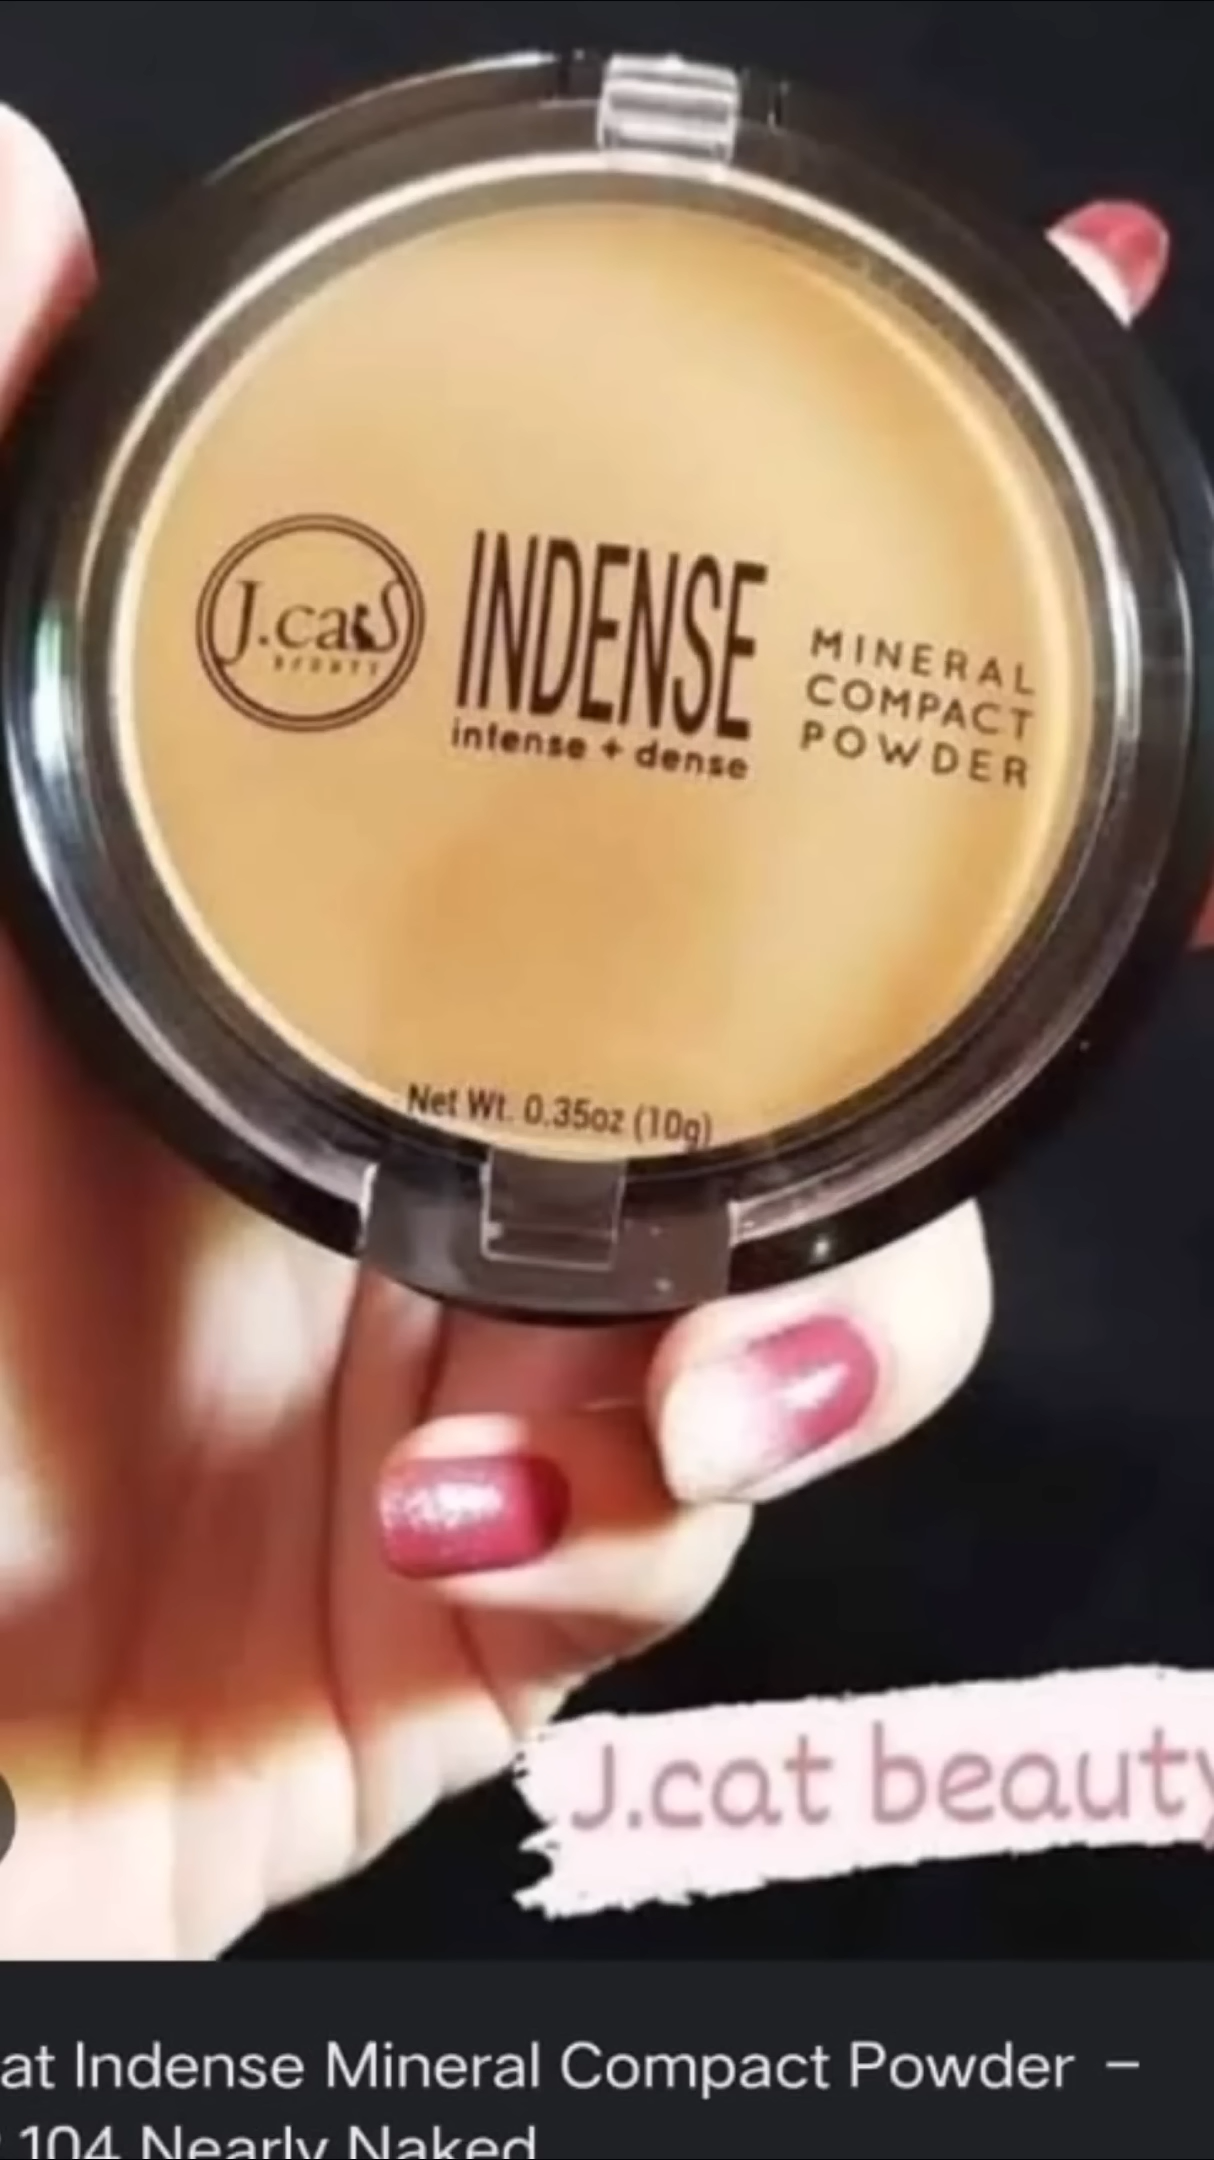 J.cat
BEAUTY
INDENSE
intense + dense
MINERAL
COMPACT
POWDER
Net Wt. 0.35oz (10g)
J.cat beauty
at Indense Mineral Compact Powder –
104 Nearly Naked